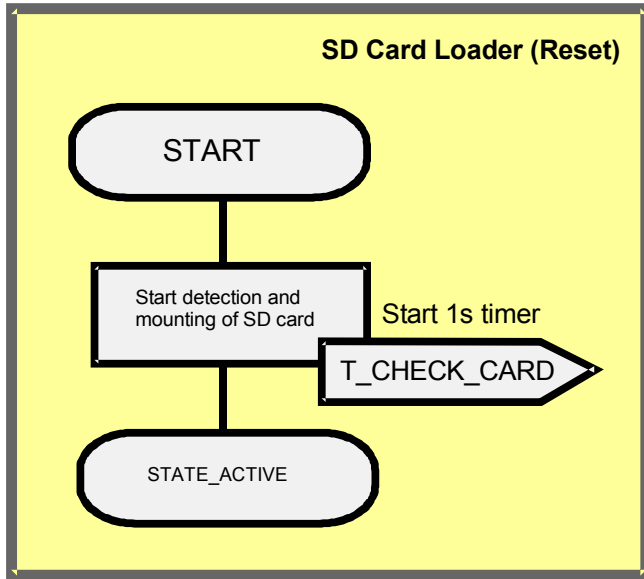 SD Card Loader (Reset)
START
Start detection and
mounting of SD card
Start 1s timer
T_CHECK_CARD
STATE_ACTIVE